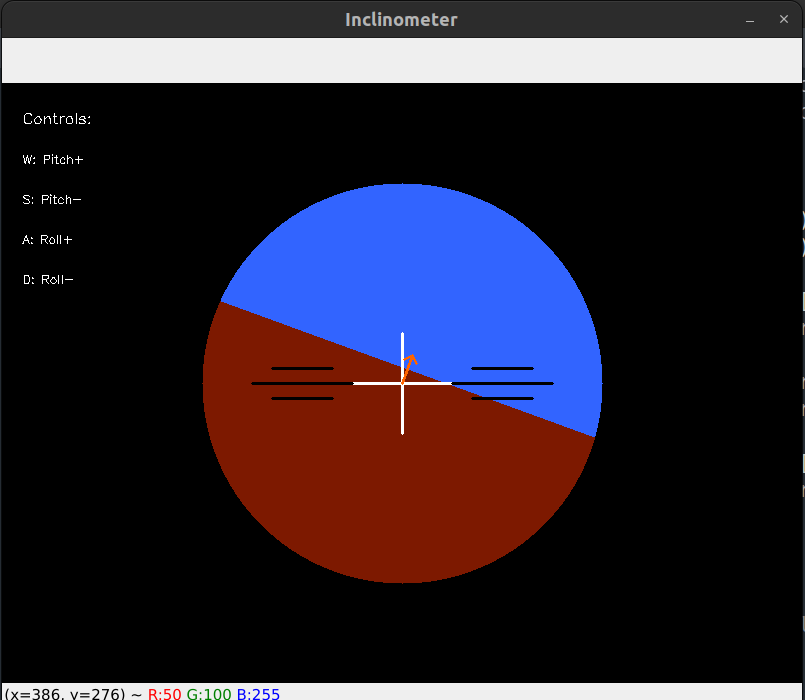 Inclinometer
Controls:
W: Pitch+
S: Pitch-
A: Roll+
D: Roll-
(x=386, y=276) ~ R:50 G:100 B:255